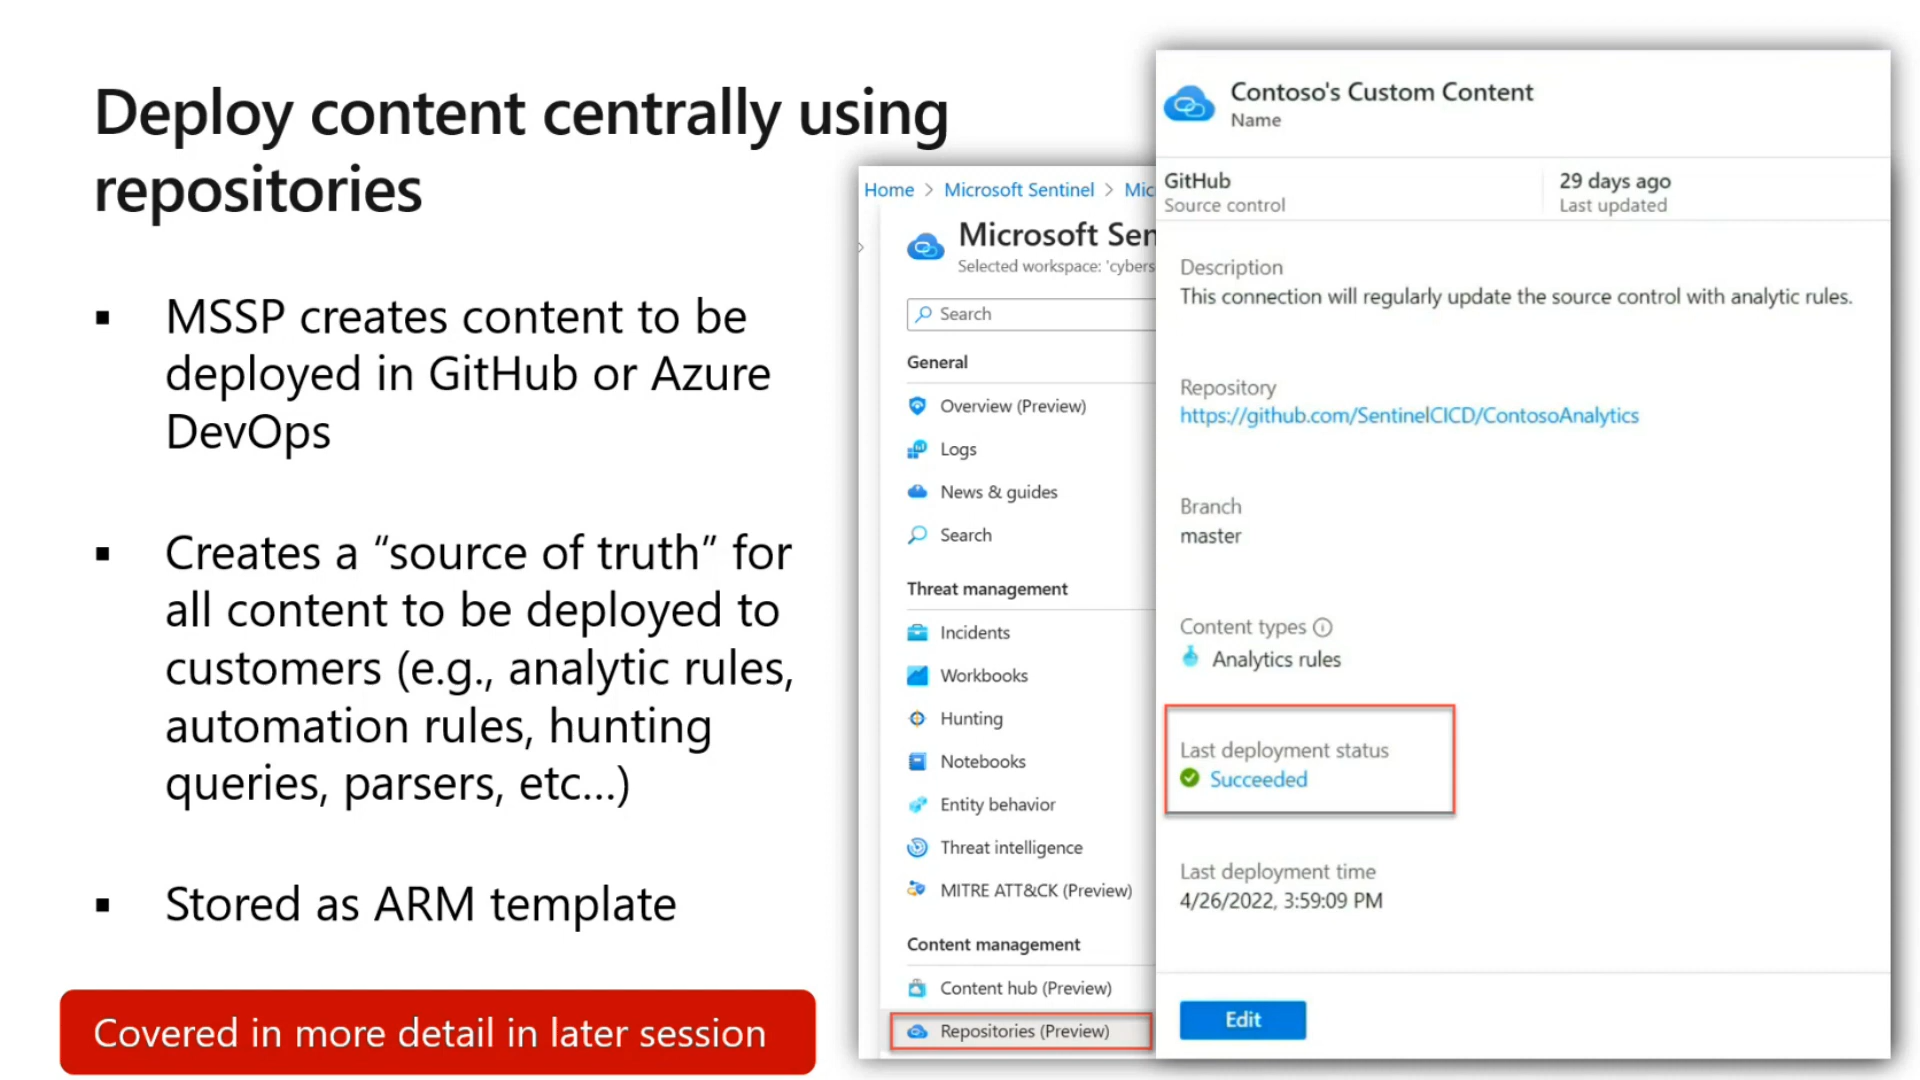 Deploy content centrally using
repositories
▪ MSSP creates content to be
deployed in GitHub or Azure
DevOps
▪ Creates a “source of truth” for
all content to be deployed to
customers (e.g., analytic rules,
automation rules, hunting
queries, parsers, etc...)
▪ Stored as ARM template
Covered in more detail in later session
Home > Microsoft Sentinel > Mic
Microsoft Sen
Selected workspace: 'cybers
Search
General
Overview (Preview)
Logs
News & guides
Search
Threat management
Incidents
Workbooks
Hunting
Notebooks
Entity behavior
Threat intelligence
MITRE ATT&CK (Preview)
Content management
Content hub (Preview)
Repositories (Preview)
Contoso's Custom Content
Name
GitHub
Source control
29 days ago
Last updated
Description
This connection will regularly update the source control with analytic rules.
Repository
https://github.com/SentinelCICD/ContosoAnalytics
Branch
master
Content types
Analytics rules
Last deployment status
Succeeded
Last deployment time
4/26/2022, 3:59:09 PM
Edit